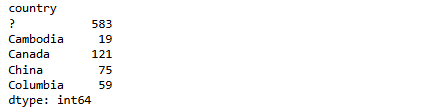 country
? 583
Cambodia 19
Canada 121
China 75
Columbia 59
dtype: int64